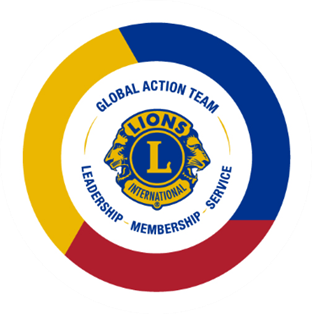 GLOBAL ACTION TEAM
LIONS
L
INTERNATIONAL
®
LEADERSHIP - MEMBERSHIP - SERVICE